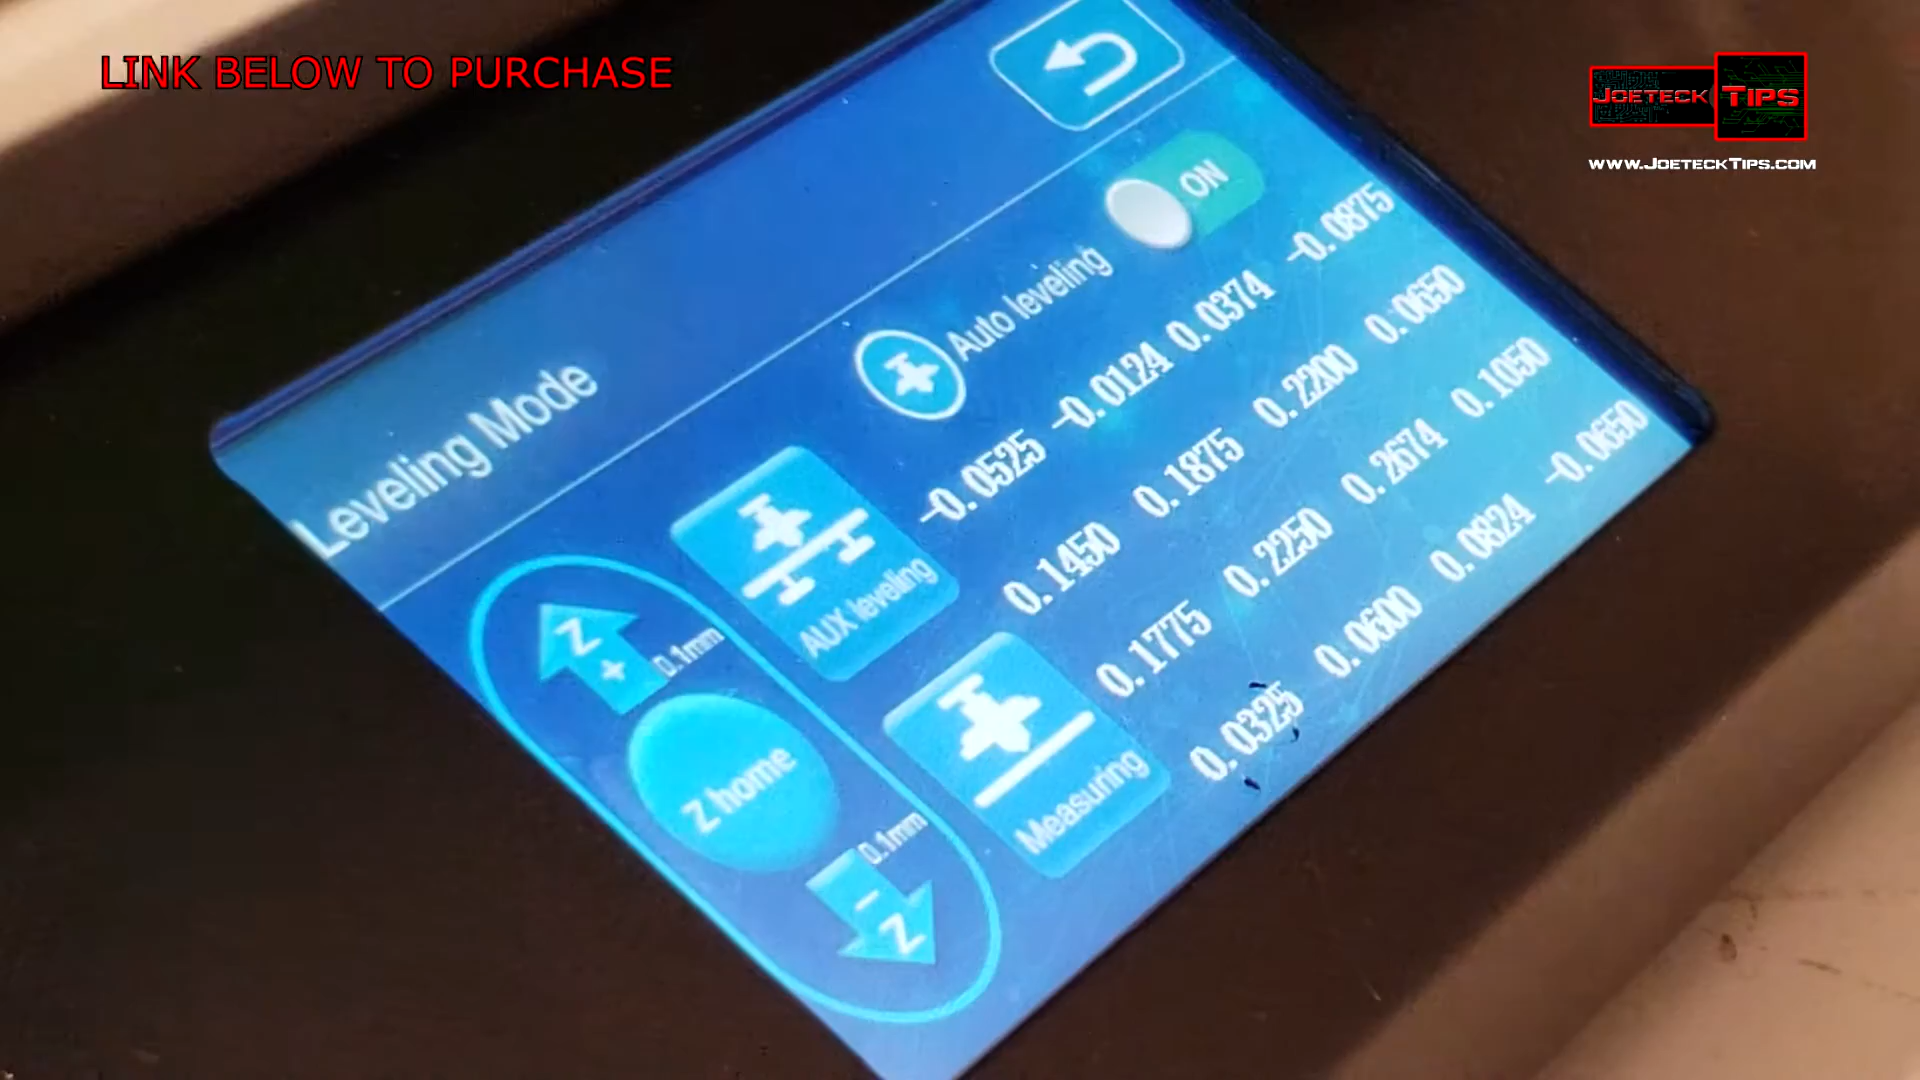 LINK BELOW TO PURCHASE
JOETECK TIPS
WWW.JOETECKTIPS.COM
Leveling Mode
Auto leveling
ON
Z
+
0.1mm
Z home
0.1mm
-
Z
AUX leveling
Measuring
-0.0525 -0.0124 0.0374 -0.0875
0.1450 0.1875 0.2200 0.0650
0.1775 0.2250 0.2674 0.1050
0.0325 0.0600 0.0824 -0.0650